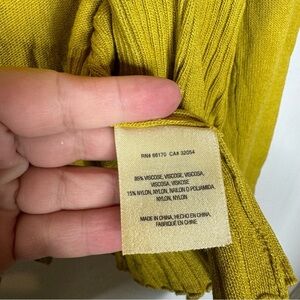 RN# 66170 CA# 32054
85% VISCOSE, VISCOSE, VISCOSA,
VISCOSA, VISKOSE
15% NYLON, NYLON, NAILON O POLIAMIDA,
NYLON, NYLON
MADE IN CHINA, HECHO EN CHINA,
FABRIQUÉ EN CHINE